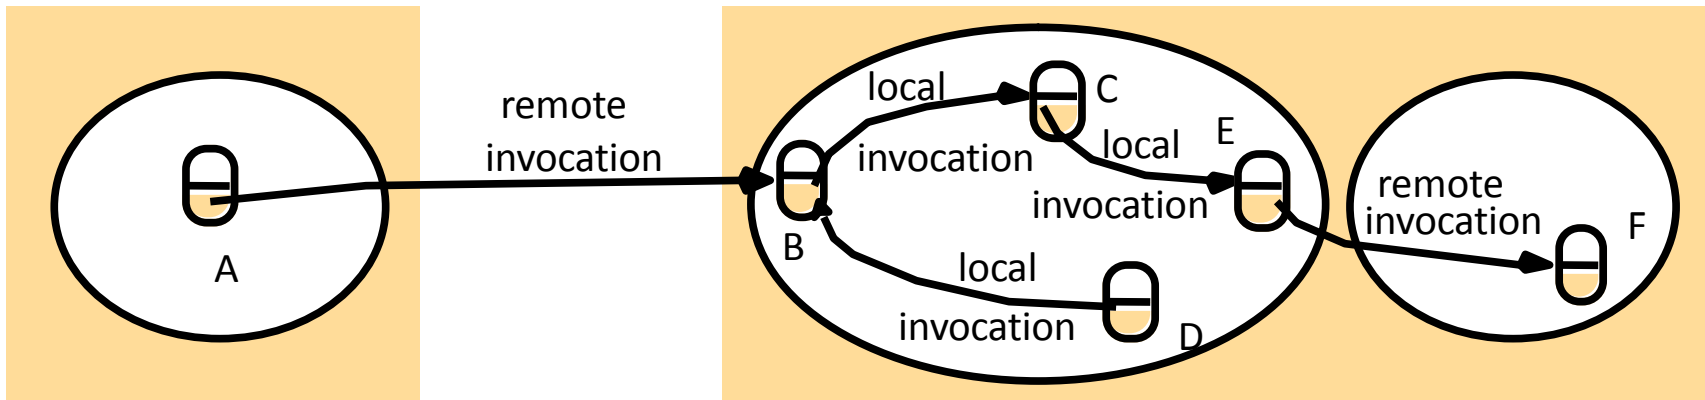 remote
invocation
A
B
local
invocation
C
local
invocation
E
local
invocation
D
remote
invocation
F